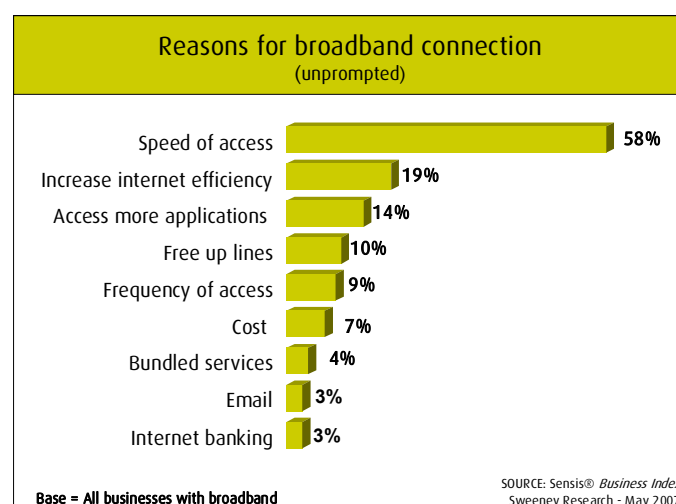 Reasons for broadband connection
(unprompted)
Speed of access 58%
Increase internet efficiency 19%
Access more applications 14%
Free up lines 10%
Frequency of access 9%
Cost 7%
Bundled services 4%
Email 3%
Internet banking 3%
SOURCE: Sensis® Business
Base = All businesses with broadband
Sweeney Research - May